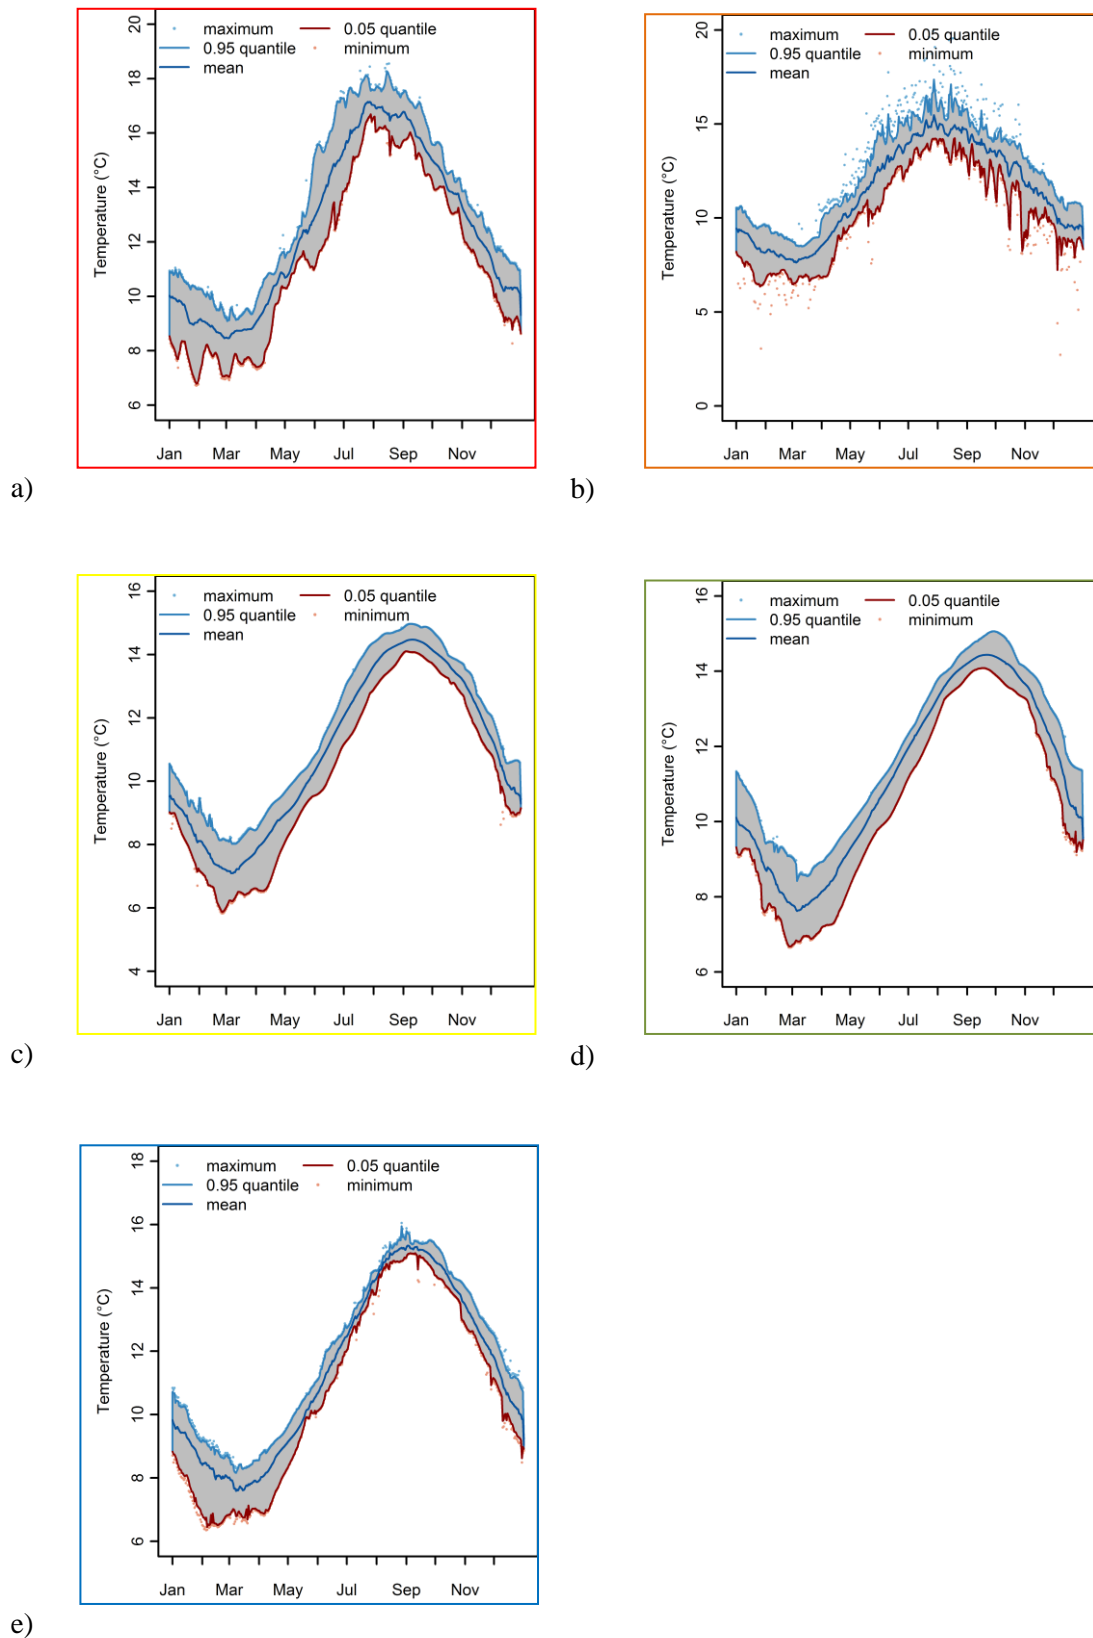 maximum 0.05 quantile
0.95 quantile minimum
mean
Temperature (°C)
20
18
16
14
12
10
8
6
Jan Mar May Jul Sep Nov
a)
maximum 0.05 quantile
0.95 quantile minimum
mean
Temperature (°C)
20
15
10
5
0
Jan Mar May Jul Sep Nov
b)
maximum 0.05 quantile
0.95 quantile minimum
mean
Temperature (°C)
16
14
12
10
8
6
4
Jan Mar May Jul Sep Nov
c)
maximum 0.05 quantile
0.95 quantile minimum
mean
Temperature (°C)
16
14
12
10
8
6
Jan Mar May Jul Sep Nov
d)
maximum 0.05 quantile
0.95 quantile minimum
mean
Temperature (°C)
18
16
14
12
10
8
6
Jan Mar May Jul Sep Nov
e)